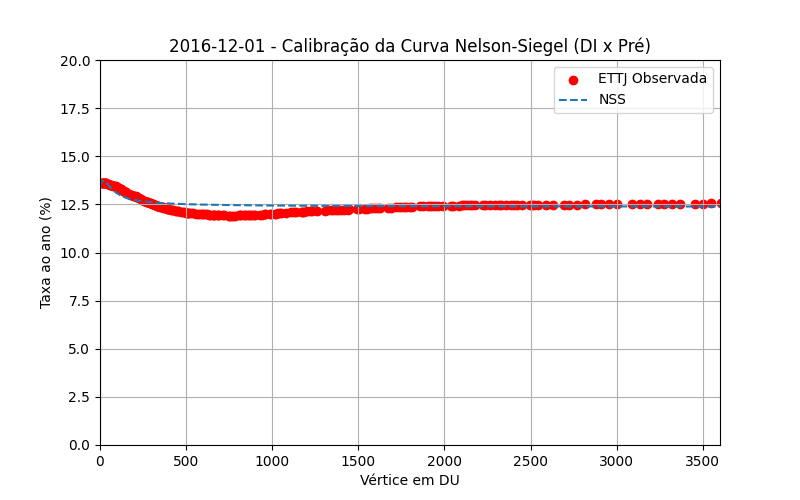 2016-12-01 - Calibração da Curva Nelson-Siegel (DI x Pré)
ETTJ Observada
NSS
Taxa ao ano (%)
20.0
17.5
15.0
12.5
10.0
7.5
5.0
2.5
0.0
0 500 1000 1500 2000 2500 3000 3500
Vértice em DU